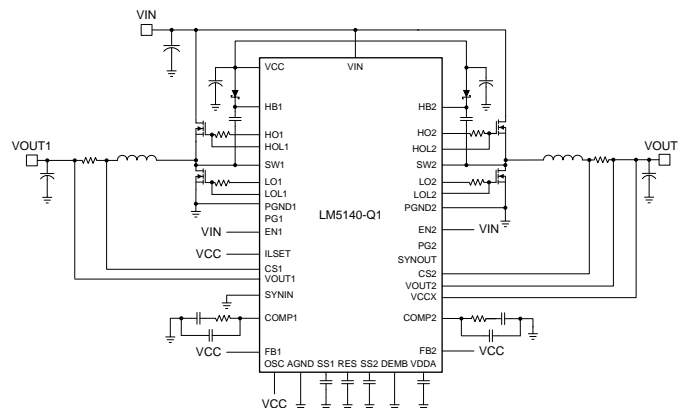 VIN
VCC
VIN
HB1
HB2
HO1
HO2
HOL1
HOL2
VOUT1
VOUT
SW1
SW2
LO1
LO2
LOL1
LOL2
PGND1
PGND2
LM5140-Q1
PG1
VIN
EN1
EN2
VIN
PG2
VCC
ILSET
SYNOUT
CS1
CS2
VOUT1
VOUT2
SYNIN
VCCX
COMP1
COMP2
VCC
FB1
FB2
VCC
OSC AGND SS1 RES SS2 DEMB VDDA
VCC